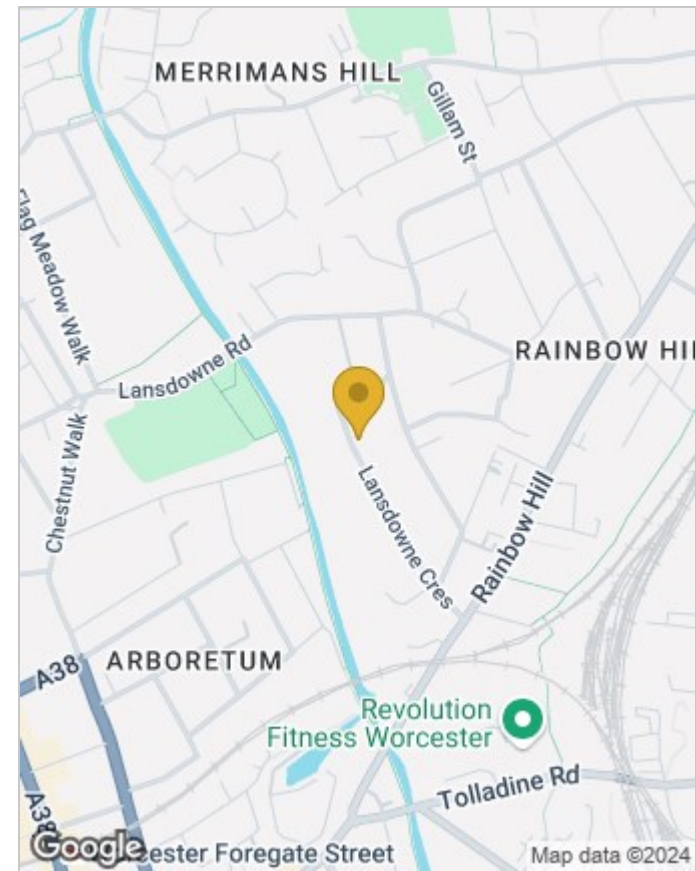 MERRIMANS HILL
Gillam St
Flag Meadow Walk
Lansdowne Rd
RAINBOW HIL
Chestnut Walk
Lansdowne Cres
Rainbow Hill
A38
ARBORETUM
Revolution
Fitness Worcester
Tolladine Rd
A38
Google
cester Foregate Street
Map data ©2024